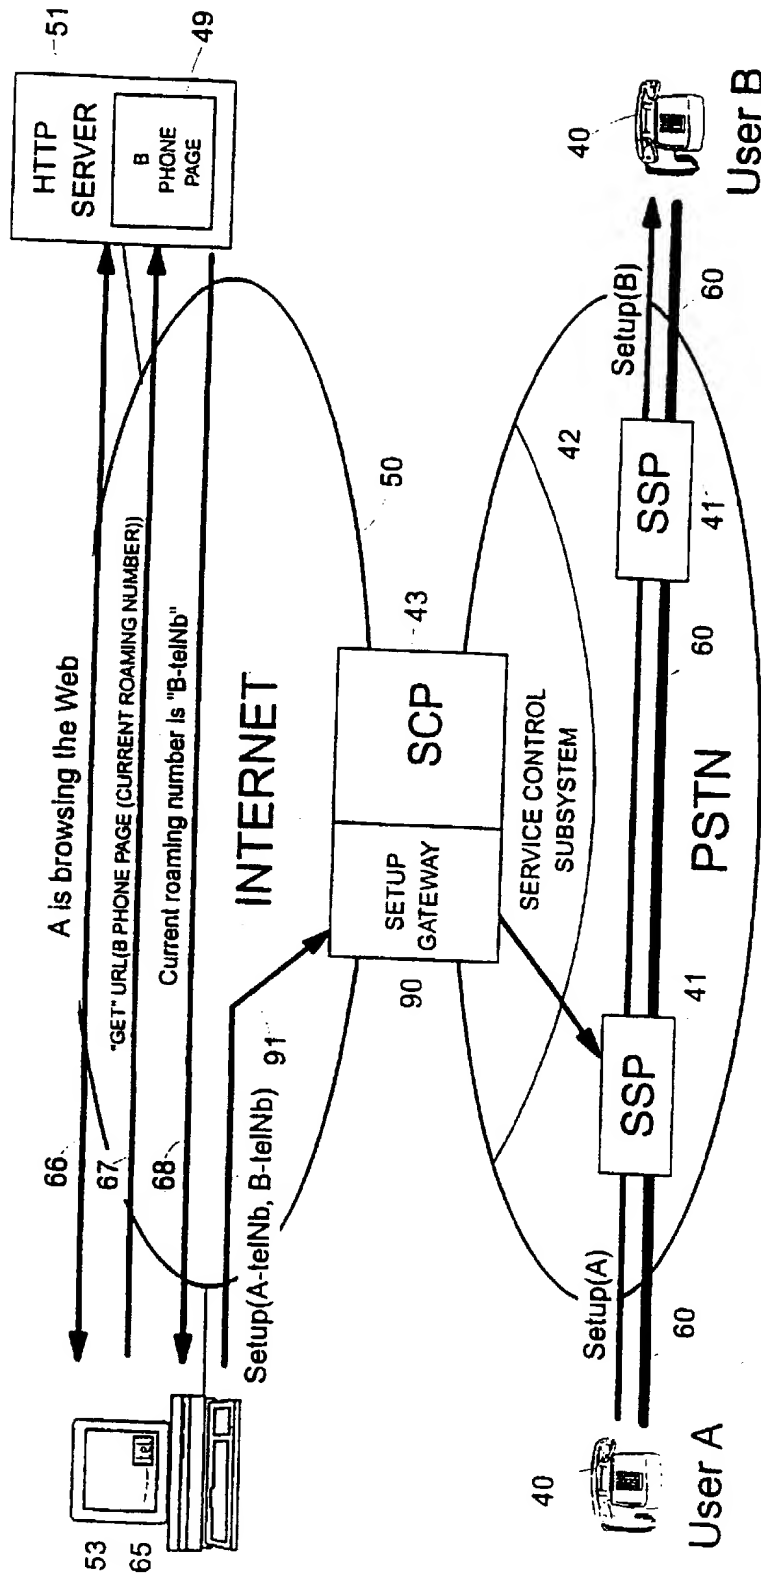 51
HTTP
SERVER
49
B
PHONE
PAGE
A is browsing the Web
66
"GET" URL(B PHONE PAGE (CURRENT ROAMING NUMBER))
67
Current roaming number is "B-telNb"
68
53
65
tel
Setup(A-telNb, B-telNb)
91
INTERNET
50
90
SETUP
GATEWAY
SCP
43
SERVICE CONTROL
SUBSYSTEM
42
Setup(A)
SSP
41
60
SSP
41
Setup(B)
60
60
PSTN
40
User A
40
User B